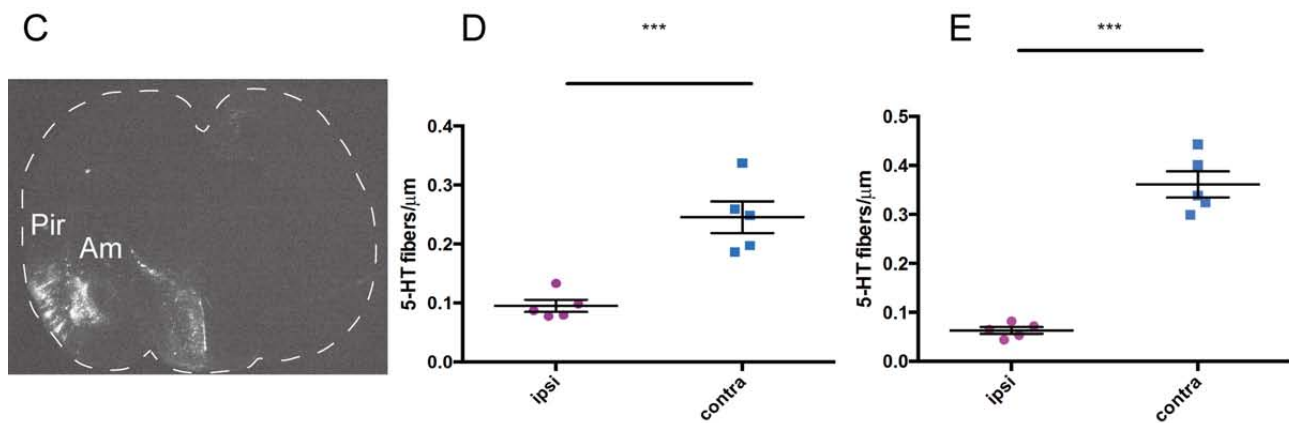 C
Pir
Am
D
***
5-HT fibers/μm
0.4
0.3
0.2
0.1
0.0
ipsi
contra
E
***
5-HT fibers/μm
0.5
0.4
0.3
0.2
0.1
0.0
ipsi
contra